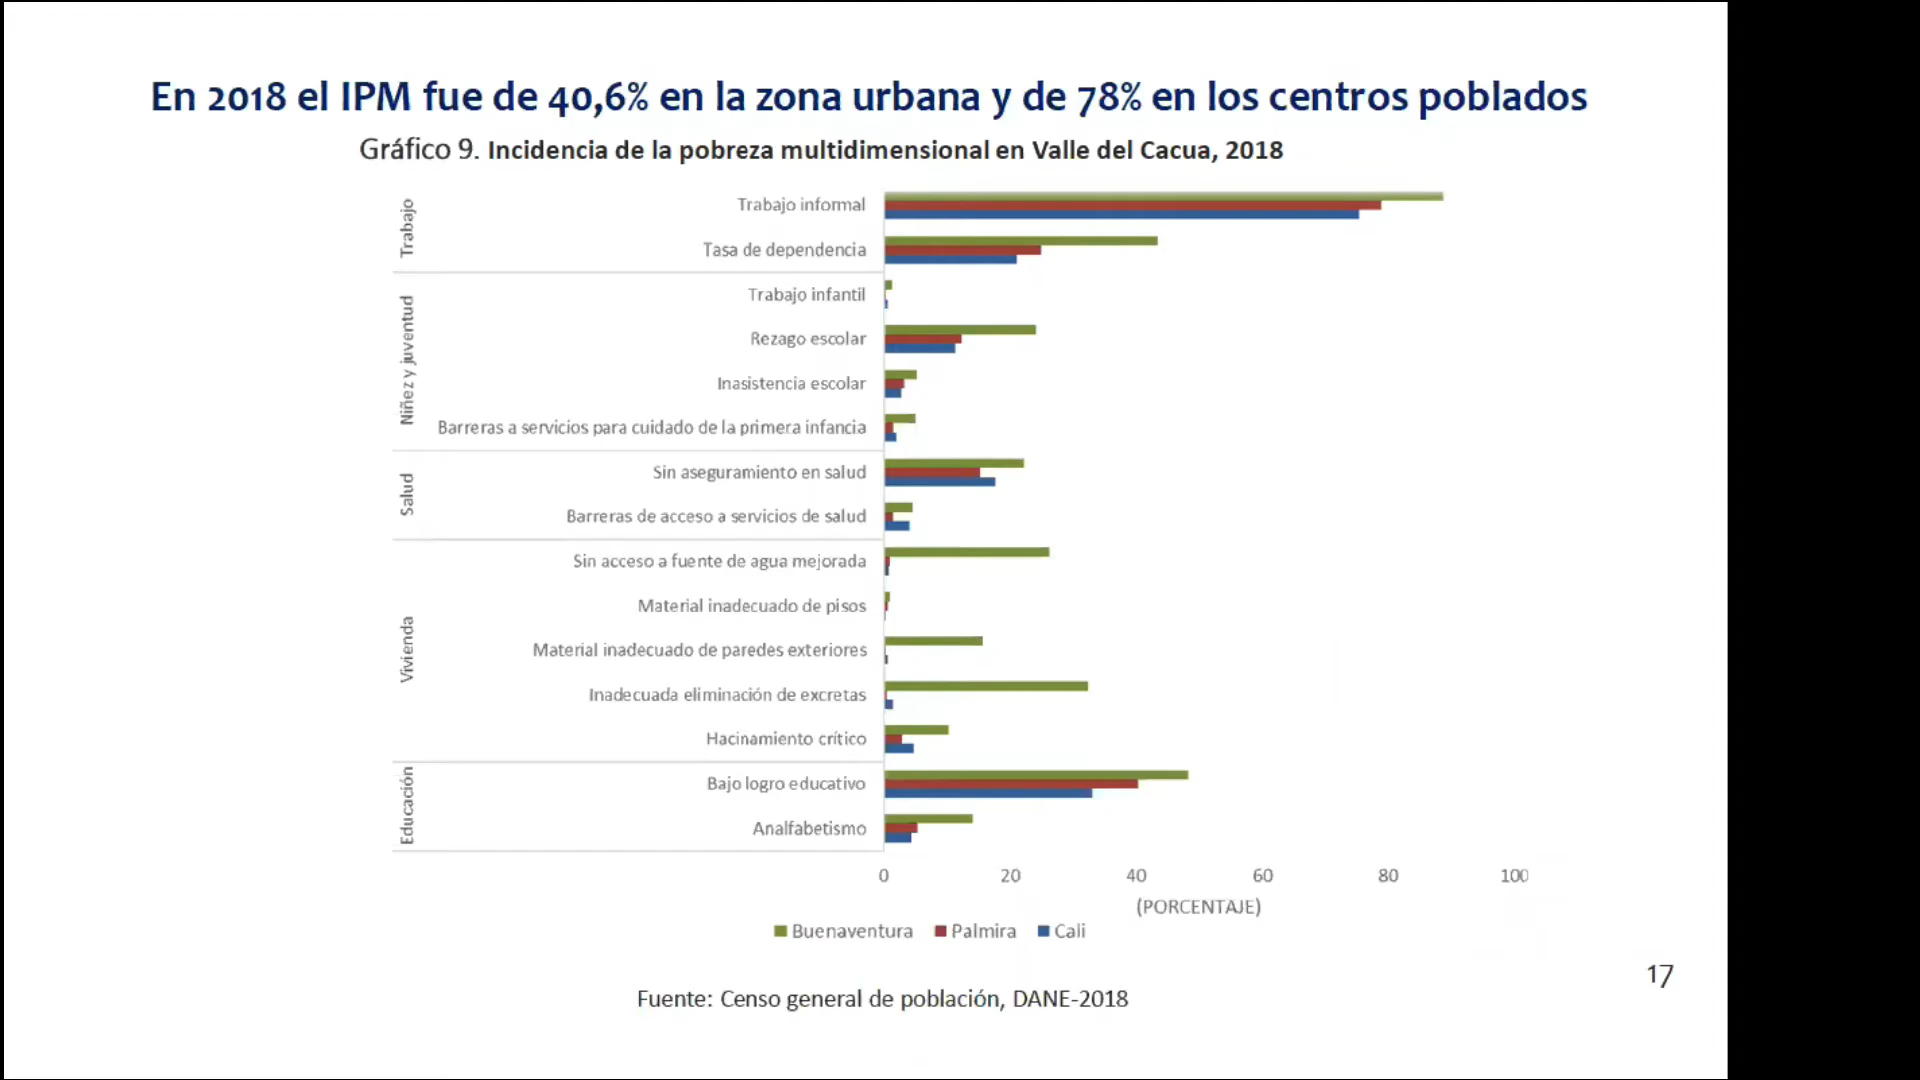 En 2018 el IPM fue de 40,6% en la zona urbana y de 78% en los centros poblados
Gráfico 9. Incidencia de la pobreza multidimensional en Valle del Cacua, 2018
Trabajo
Trabajo informal
Tasa de dependencia
Niñez y juventud
Trabajo infantil
Rezago escolar
Inasistencia escolar
Barreras a servicios para cuidado de la primera infancia
Salud
Sin aseguramiento en salud
Barreras de acceso a servicios de salud
Vivienda
Sin acceso a fuente de agua mejorada
Material inadecuado de pisos
Material inadecuado de paredes exteriores
Inadecuada eliminación de excretas
Hacinamiento crítico
Educación
Bajo logro educativo
Analfabetismo
0 20 40 60 80 100
(PORCENTAJE)
Buenaventura Palmira Cali
17
Fuente: Censo general de población, DANE-2018